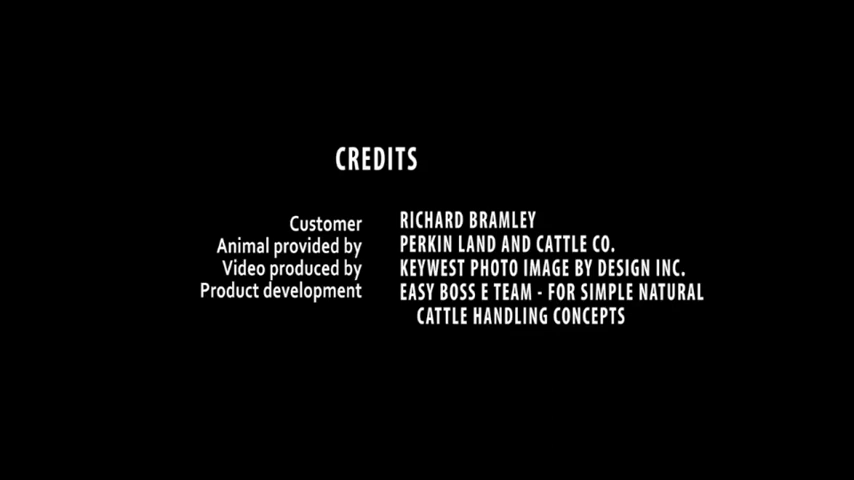 CREDITS
Customer RICHARD BRAMLEY
Animal provided by PERKIN LAND AND CATTLE CO.
Video produced by KEYWEST PHOTO IMAGE BY DESIGN INC.
Product development EASY BOSS E TEAM - FOR SIMPLE NATURAL
CATTLE HANDLING CONCEPTS